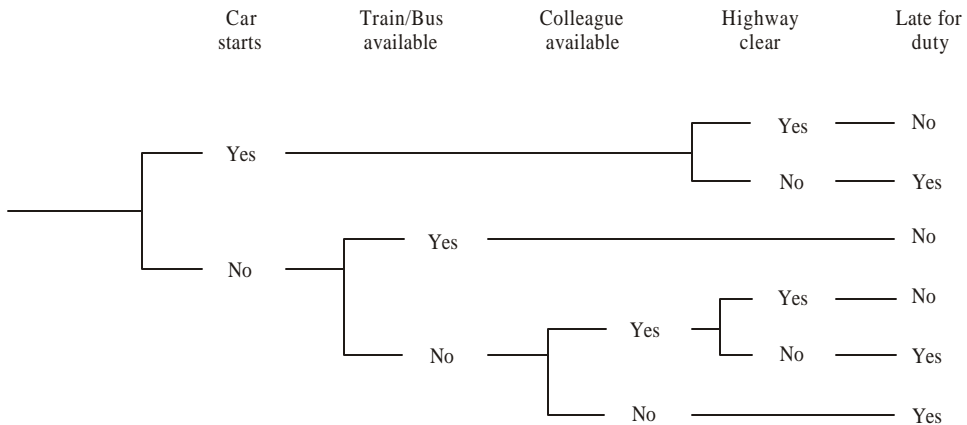 Car
starts
Train/Bus
available
Colleague
available
Highway
clear
Late for
duty
Yes
No
Yes
No
Yes
Yes
No
No
Yes
No
Yes
No
No
Yes
No
Yes